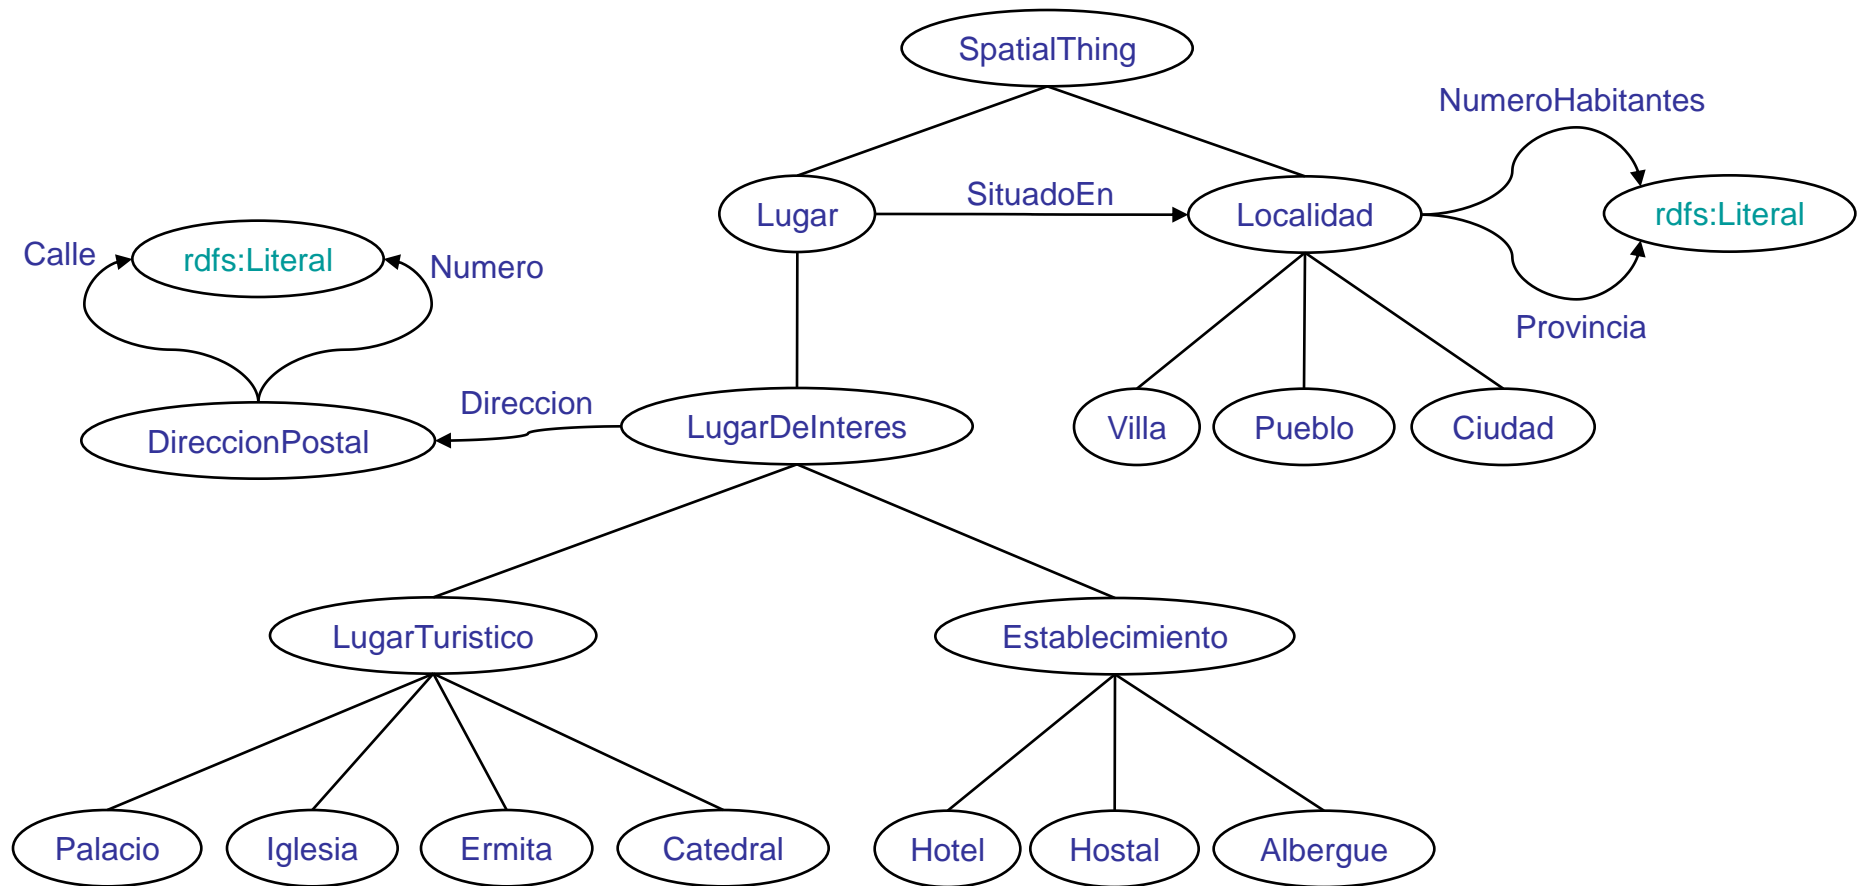 SpatialThing
NumeroHabitantes
SituadoEn
Lugar
Localidad
rdfs:Literal
Calle
rdfs:Literal
Numero
Provincia
Direccion
DireccionPostal
LugarDeInteres
Villa
Pueblo
Ciudad
LugarTuristico
Establecimiento
Palacio
Iglesia
Ermita
Catedral
Hotel
Hostal
Albergue